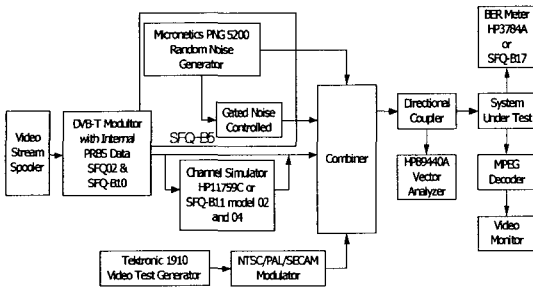 Micronetics PNG 5200
Random Noise
Generator
BER Meter
HP3784A
or
SFQ-B17
Gated Noise
Controlled
SFQ-B5
DVB-T Modultor
with Internal
PRBS Data
SFQ02 &
SFQ-B10
Video
Stream
Spooler
Combiner
Directional
Coupler
System
Under Test
Channel Simulator
HP11759C or
SFQ-B11 model 02
and 04
HP89440A
Vector
Analyzer
MPEG
Decoder
Video
Monitor
Tektronic 1910
Video Test Generator
NTSC/PAL/SECAM
Modulator